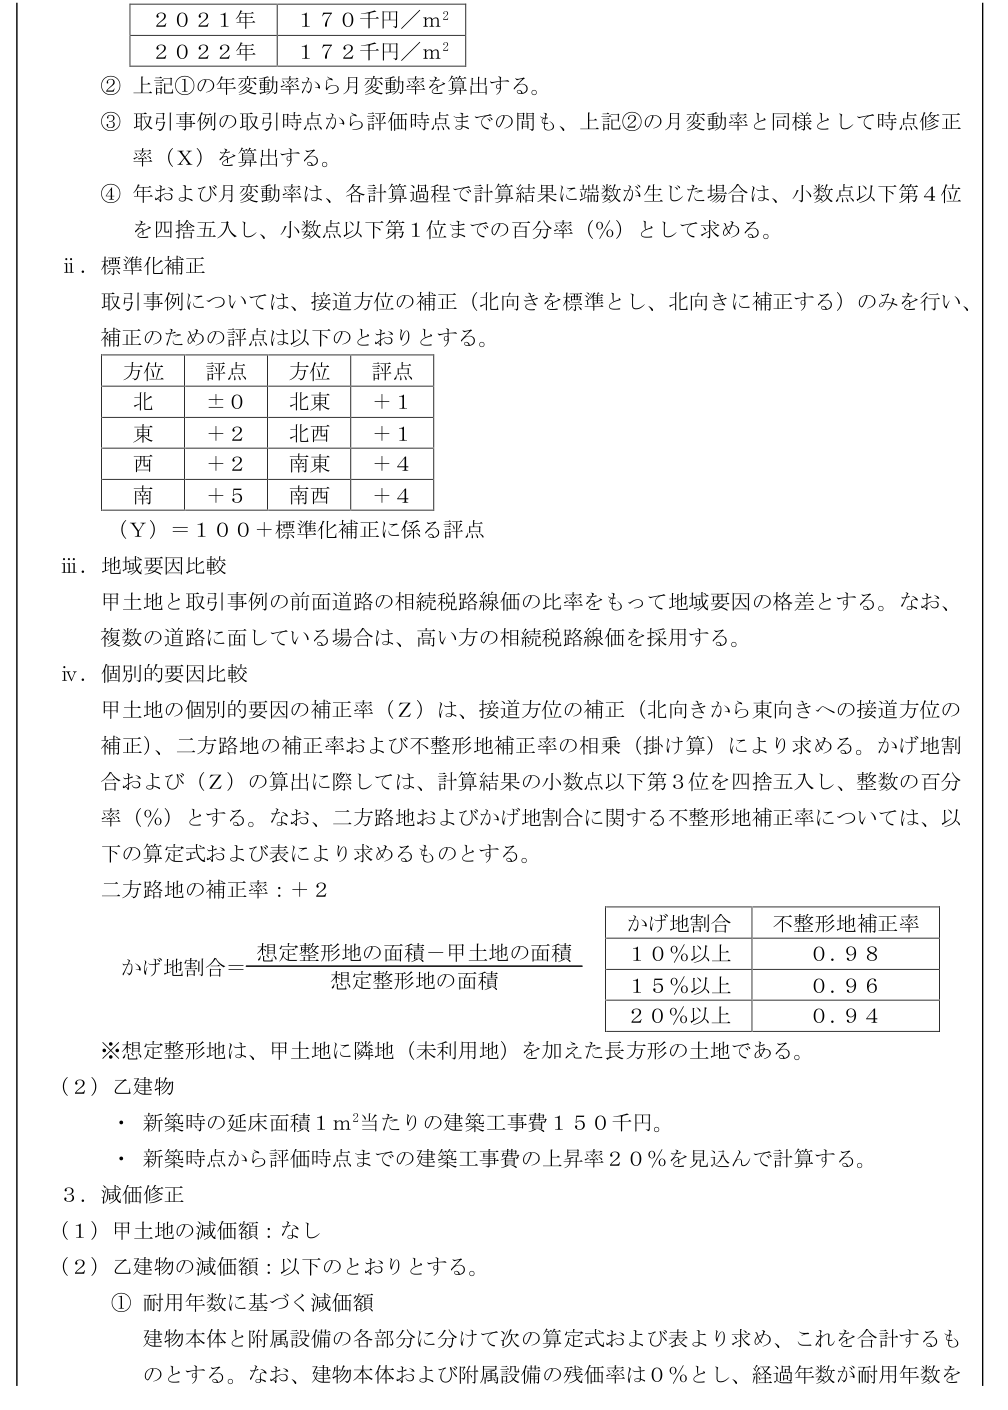 ２０２１年　１７０千円／m²
２０２２年　１７２千円／m²
② 上記①の年変動率から月変動率を算出する。
③ 取引事例の取引時点から評価時点までの間も、上記②の月変動率と同様として時点修正
率（Ｘ）を算出する。
④ 年および月変動率は、各計算過程で計算結果に端数が生じた場合は、小数点以下第４位
を四捨五入し、小数点以下第１位までの百分率（％）として求める。
ⅱ．標準化補正
取引事例については、接道方位の補正（北向きを標準とし、北向きに補正する）のみを行い、
補正のための評点は以下のとおりとする。
方位　評点　方位　評点
北　±０　北東　＋１
東　＋２　北西　＋１
西　＋２　南東　＋４
南　＋５　南西　＋４
（Ｙ）＝１００＋標準化補正に係る評点
ⅲ．地域要因比較
甲土地と取引事例の前面道路の相続税路線価の比率をもって地域要因の格差とする。なお、
複数の道路に面している場合は、高い方の相続税路線価を採用する。
ⅳ．個別的要因比較
甲土地の個別的要因の補正率（Ｚ）は、接道方位の補正（北向きから東向きへの接道方位の
補正）、二方路地の補正率および不整形地補正率の相乗（掛け算）により求める。かげ地割
合および（Ｚ）の算出に際しては、計算結果の小数点以下第３位を四捨五入し、整数の百分
率（％）とする。なお、二方路地およびかげ地割合に関する不整形地補正率については、以
下の算定式および表により求めるものとする。
二方路地の補正率：＋２
かげ地割合＝
想定整形地の面積－甲土地の面積
想定整形地の面積
かげ地割合　不整形地補正率
１０％以上　０．９８
１５％以上　０．９６
２０％以上　０．９４
※想定整形地は、甲土地に隣地（未利用地）を加えた長方形の土地である。
（２）乙建物
・ 新築時の延床面積１m²当たりの建築工事費１５０千円。
・ 新築時点から評価時点までの建築工事費の上昇率２０％を見込んで計算する。
３．減価修正
（１）甲土地の減価額：なし
（２）乙建物の減価額：以下のとおりとする。
① 耐用年数に基づく減価額
建物本体と附属設備の各部分に分けて次の算定式および表より求め、これを合計するも
のとする。なお、建物本体および附属設備の残価率は０％とし、経過年数が耐用年数を